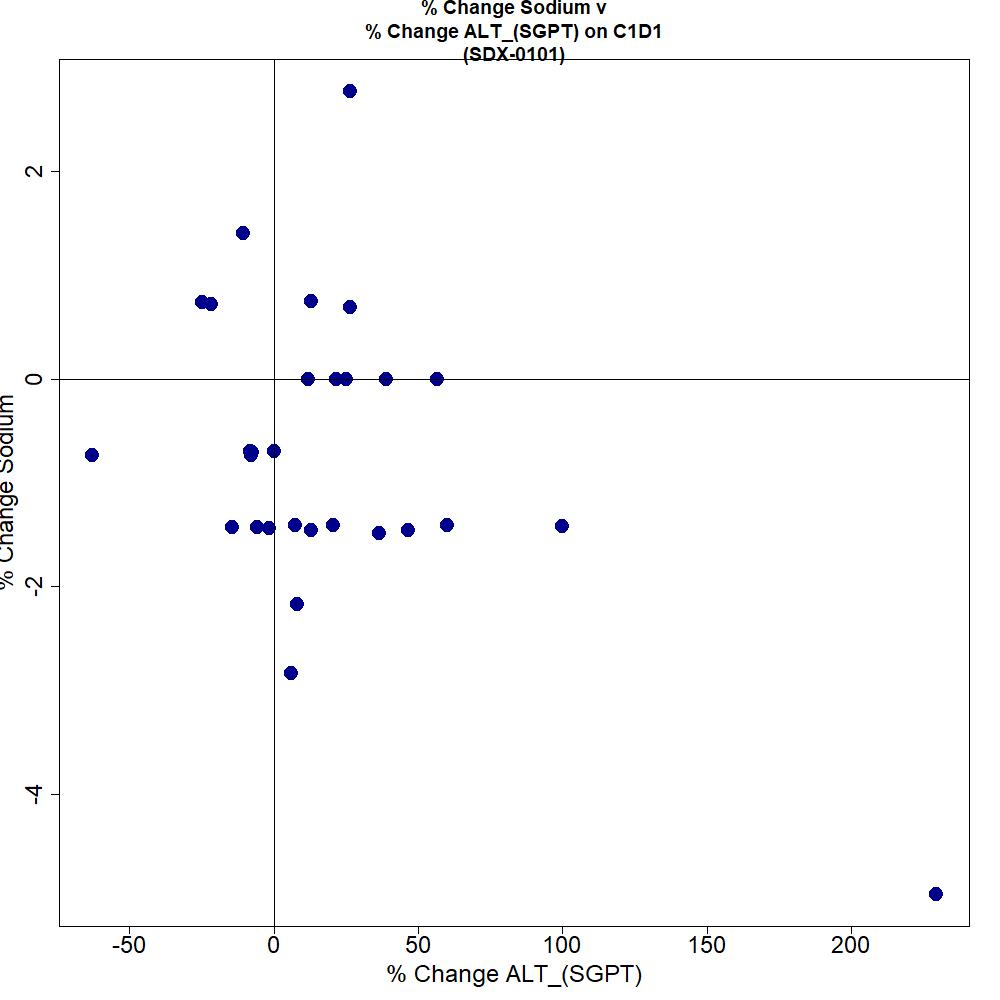 % Change Sodium v
% Change ALT_(SGPT) on C1D1
(SDX-0101)
% Change Sodium
2
0
-2
-4
-50
0
50
100
150
200
% Change ALT_(SGPT)